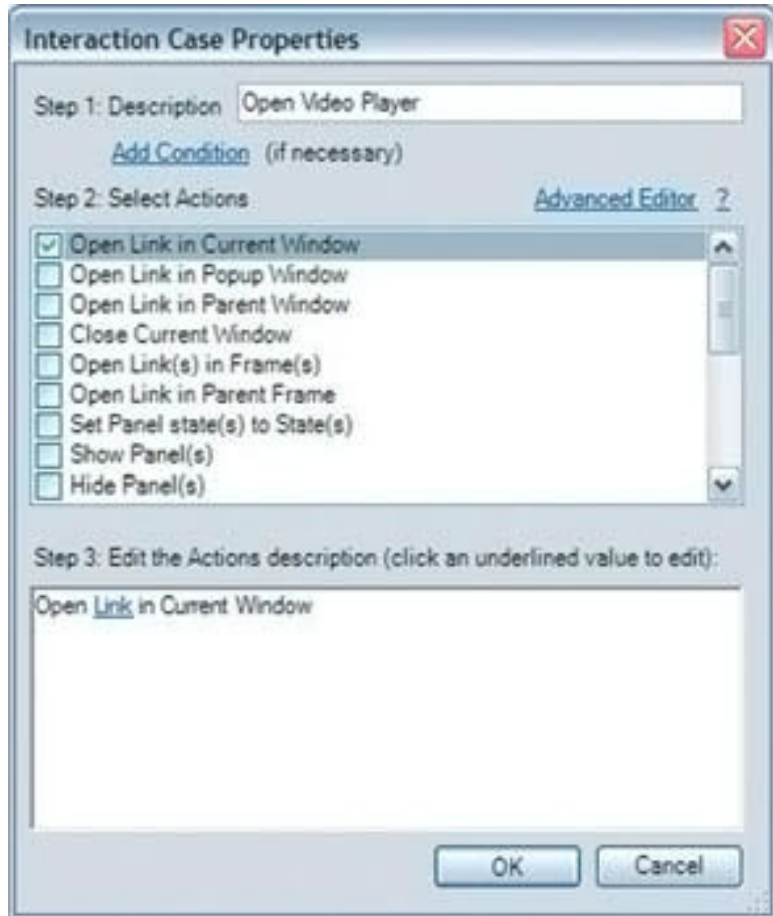 Interaction Case Properties
Step 1: Description Open Video Player
Add Condition (if necessary)
Step 2: Select Actions Advanced Editor ?
Open Link in Current Window
Open Link in Popup Window
Open Link in Parent Window
Close Current Window
Open Link(s) in Frame(s)
Open Link in Parent Frame
Set Panel state(s) to State(s)
Show Panel(s)
Hide Panel(s)
Step 3: Edit the Actions description (click an underlined value to edit):
Open Link in Current Window
OK Cancel